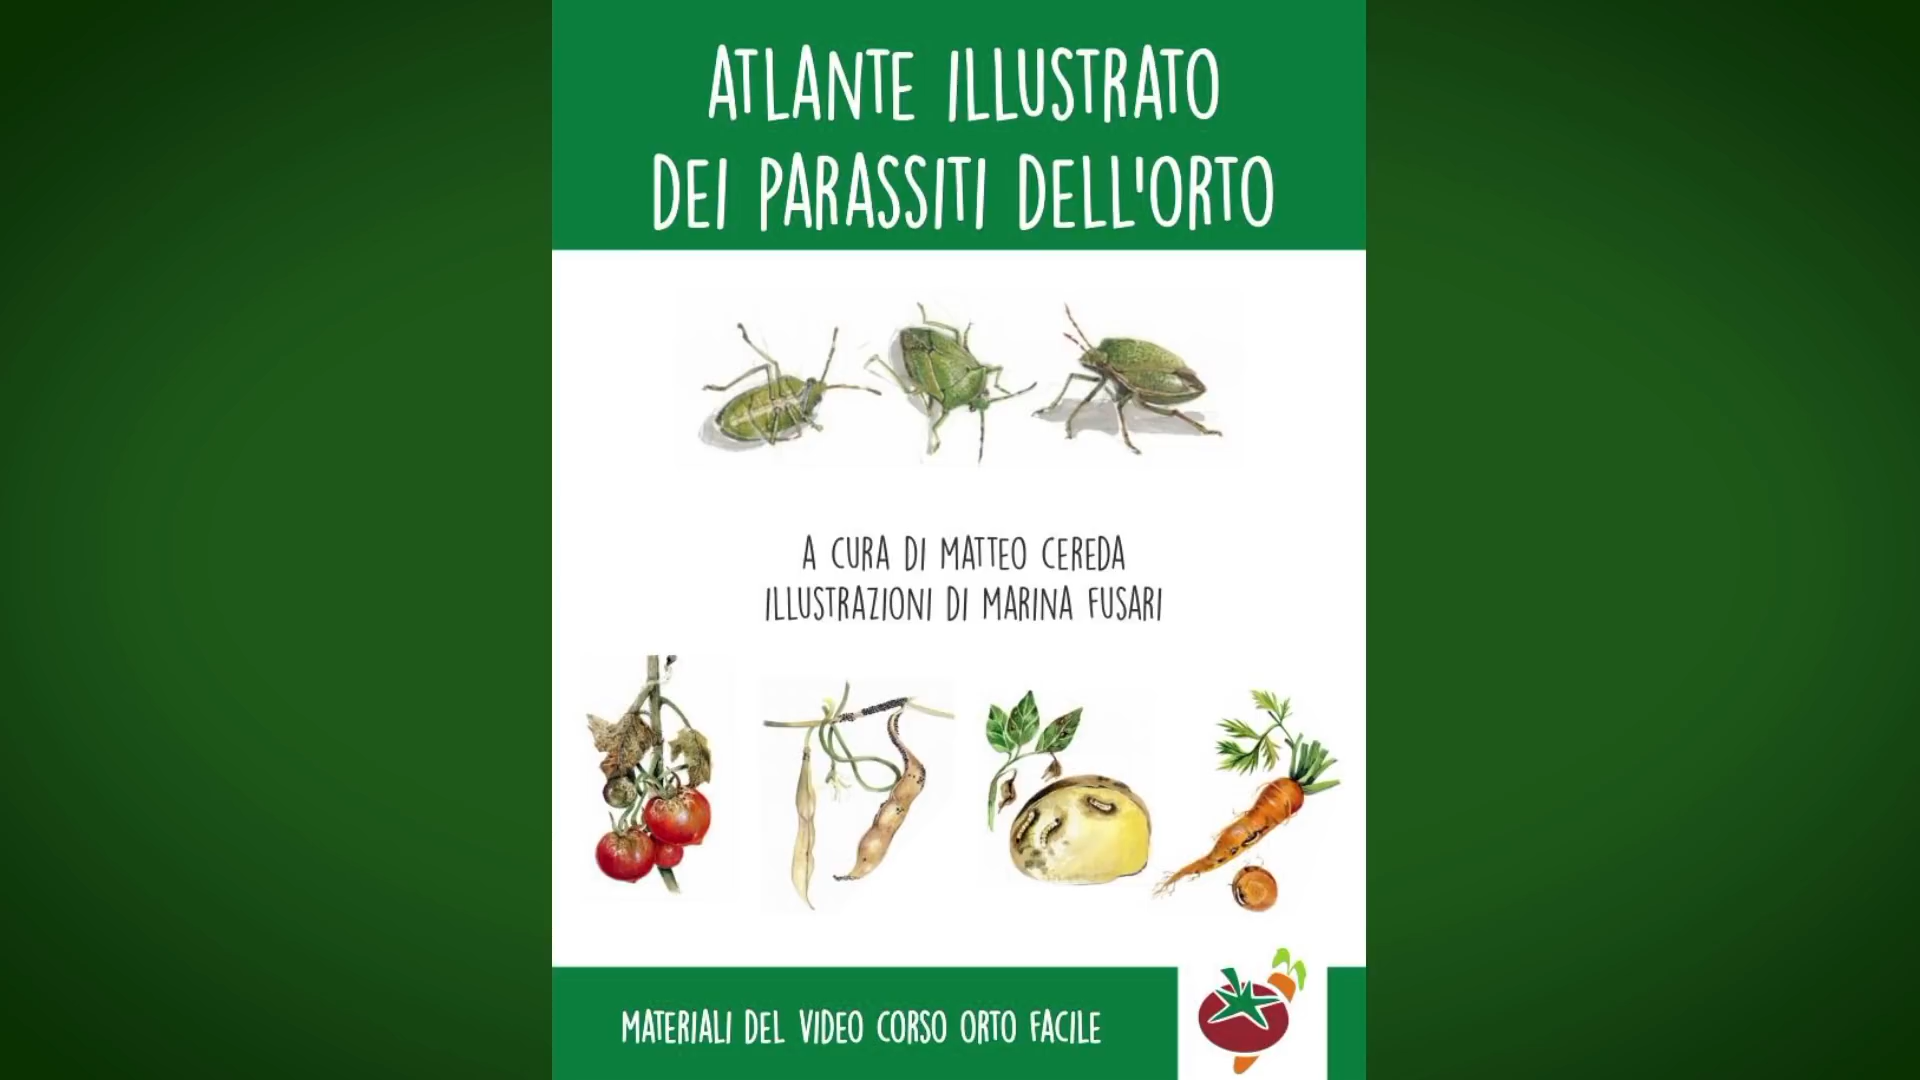 ATLANTE ILLUSTRATO
DEI PARASSITI DELL'ORTO
A CURA DI MATTEO CEREDA
ILLUSTRAZIONI DI MARINA FUSARI
MATERIALI DEL VIDEO CORSO ORTO FACILE